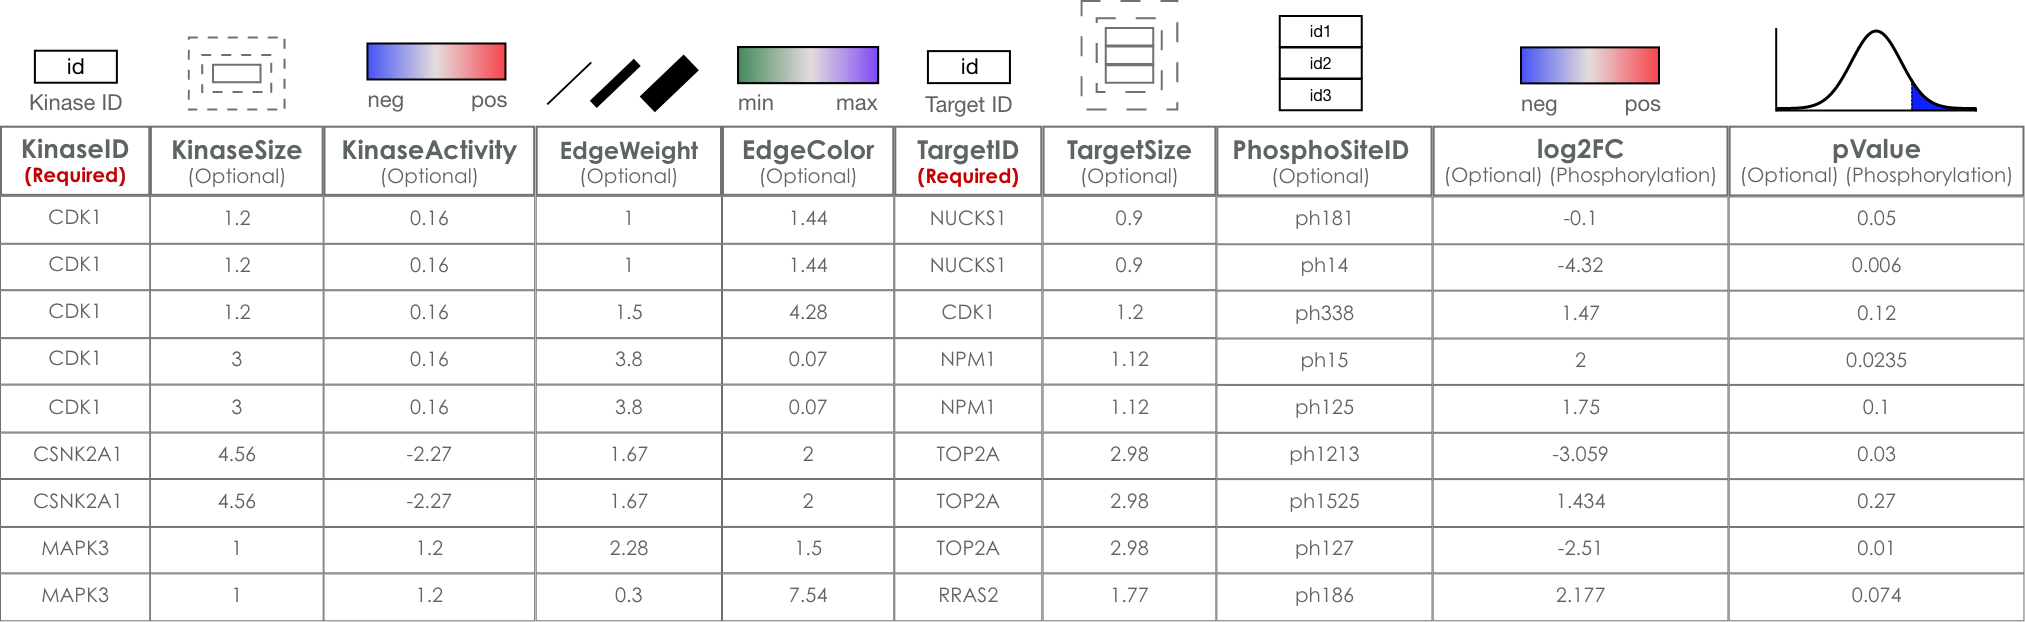 id
Kinase ID
neg pos
min max
id
Target ID
id1
id2
id3
neg pos
KinaseID KinaseSize KinaseActivity EdgeWeight EdgeColor TargetID TargetSize PhosphoSiteID log2FC pValue
(Required) (Optional) (Optional) (Optional) (Optional) (Required) (Optional) (Optional) (Optional) (Phosphorylation) (Optional) (Phosphorylation)
CDK1 1.2 0.16 1 1.44 NUCKS1 0.9 ph181 -0.1 0.05
CDK1 1.2 0.16 1 1.44 NUCKS1 0.9 ph14 -4.32 0.006
CDK1 1.2 0.16 1.5 4.28 CDK1 1.2 ph338 1.47 0.12
CDK1 3 0.16 3.8 0.07 NPM1 1.12 ph15 2 0.0235
CDK1 3 0.16 3.8 0.07 NPM1 1.12 ph125 1.75 0.1
CSNK2A1 4.56 -2.27 1.67 2 TOP2A 2.98 ph1213 -3.059 0.03
CSNK2A1 4.56 -2.27 1.67 2 TOP2A 2.98 ph1525 1.434 0.27
MAPK3 1 1.2 2.28 1.5 TOP2A 2.98 ph127 -2.51 0.01
MAPK3 1 1.2 0.3 7.54 RRAS2 1.77 ph186 2.177 0.074